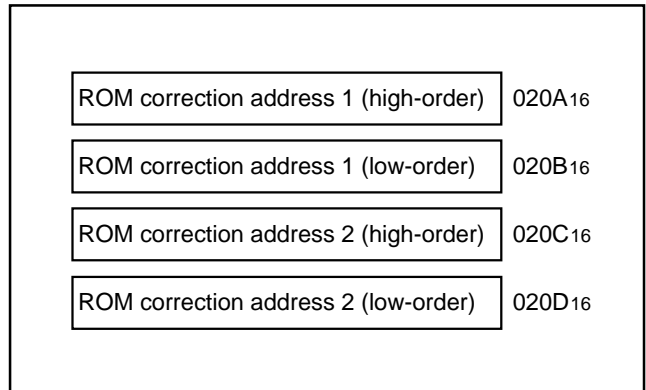 ROM correction address 1 (high-order) 020A16
ROM correction address 1 (low-order) 020B16
ROM correction address 2 (high-order) 020C16
ROM correction address 2 (low-order) 020D16